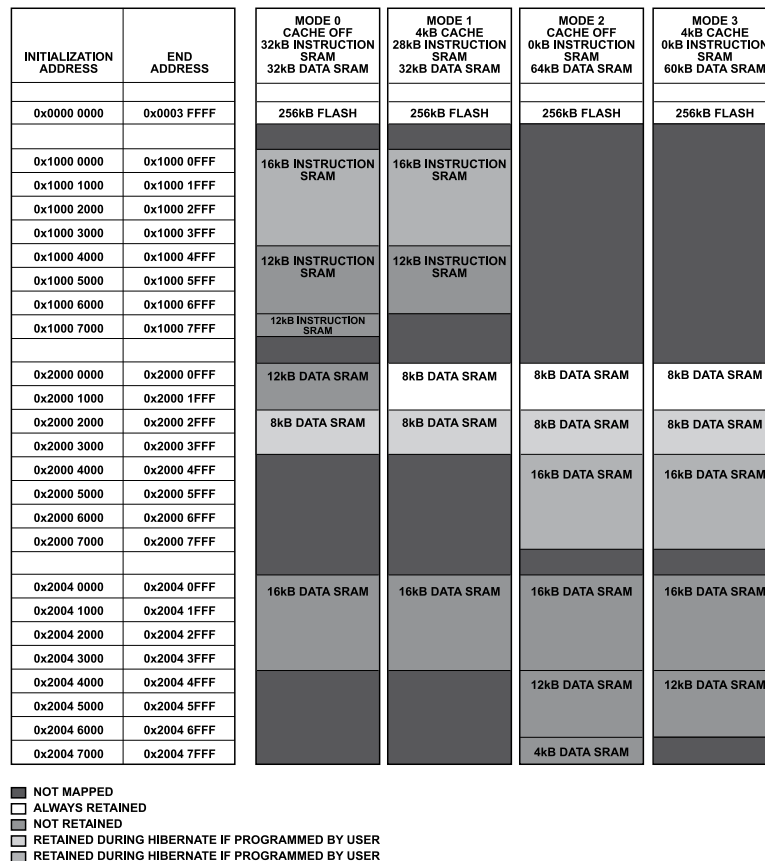 INITIALIZATION
ADDRESS
END
ADDRESS
MODE 0
CACHE OFF
32kB INSTRUCTION
SRAM
32kB DATA SRAM
MODE 1
4kB CACHE
28kB INSTRUCTION
SRAM
32kB DATA SRAM
MODE 2
CACHE OFF
0kB INSTRUCTION
SRAM
64kB DATA SRAM
MODE 3
4kB CACHE
0kB INSTRUCTION
SRAM
60kB DATA SRAM
0x0000 0000 0x0003 FFFF 256kB FLASH 256kB FLASH 256kB FLASH 256kB FLASH
0x1000 0000 0x1000 0FFF 16kB INSTRUCTION 16kB INSTRUCTION
SRAM SRAM
0x1000 1000 0x1000 1FFF
0x1000 2000 0x1000 2FFF
0x1000 3000 0x1000 3FFF
0x1000 4000 0x1000 4FFF 12kB INSTRUCTION 12kB INSTRUCTION
SRAM SRAM
0x1000 5000 0x1000 5FFF
0x1000 6000 0x1000 6FFF
0x1000 7000 0x1000 7FFF 12kB INSTRUCTION
SRAM
0x2000 0000 0x2000 0FFF 12kB DATA SRAM 8kB DATA SRAM 8kB DATA SRAM 8kB DATA SRAM
0x2000 1000 0x2000 1FFF
0x2000 2000 0x2000 2FFF 8kB DATA SRAM 8kB DATA SRAM 8kB DATA SRAM 8kB DATA SRAM
0x2000 3000 0x2000 3FFF
0x2000 4000 0x2000 4FFF 16kB DATA SRAM 16kB DATA SRAM
0x2000 5000 0x2000 5FFF
0x2000 6000 0x2000 6FFF
0x2000 7000 0x2000 7FFF
0x2004 0000 0x2004 0FFF 16kB DATA SRAM 16kB DATA SRAM 16kB DATA SRAM 16kB DATA SRAM
0x2004 1000 0x2004 1FFF
0x2004 2000 0x2004 2FFF
0x2004 3000 0x2004 3FFF
0x2004 4000 0x2004 4FFF 12kB DATA SRAM 12kB DATA SRAM
0x2004 5000 0x2004 5FFF
0x2004 6000 0x2004 6FFF
0x2004 7000 0x2004 7FFF 4kB DATA SRAM
NOT MAPPED
ALWAYS RETAINED
NOT RETAINED
RETAINED DURING HIBERNATE IF PROGRAMMED BY USER
RETAINED DURING HIBERNATE IF PROGRAMMED BY USER